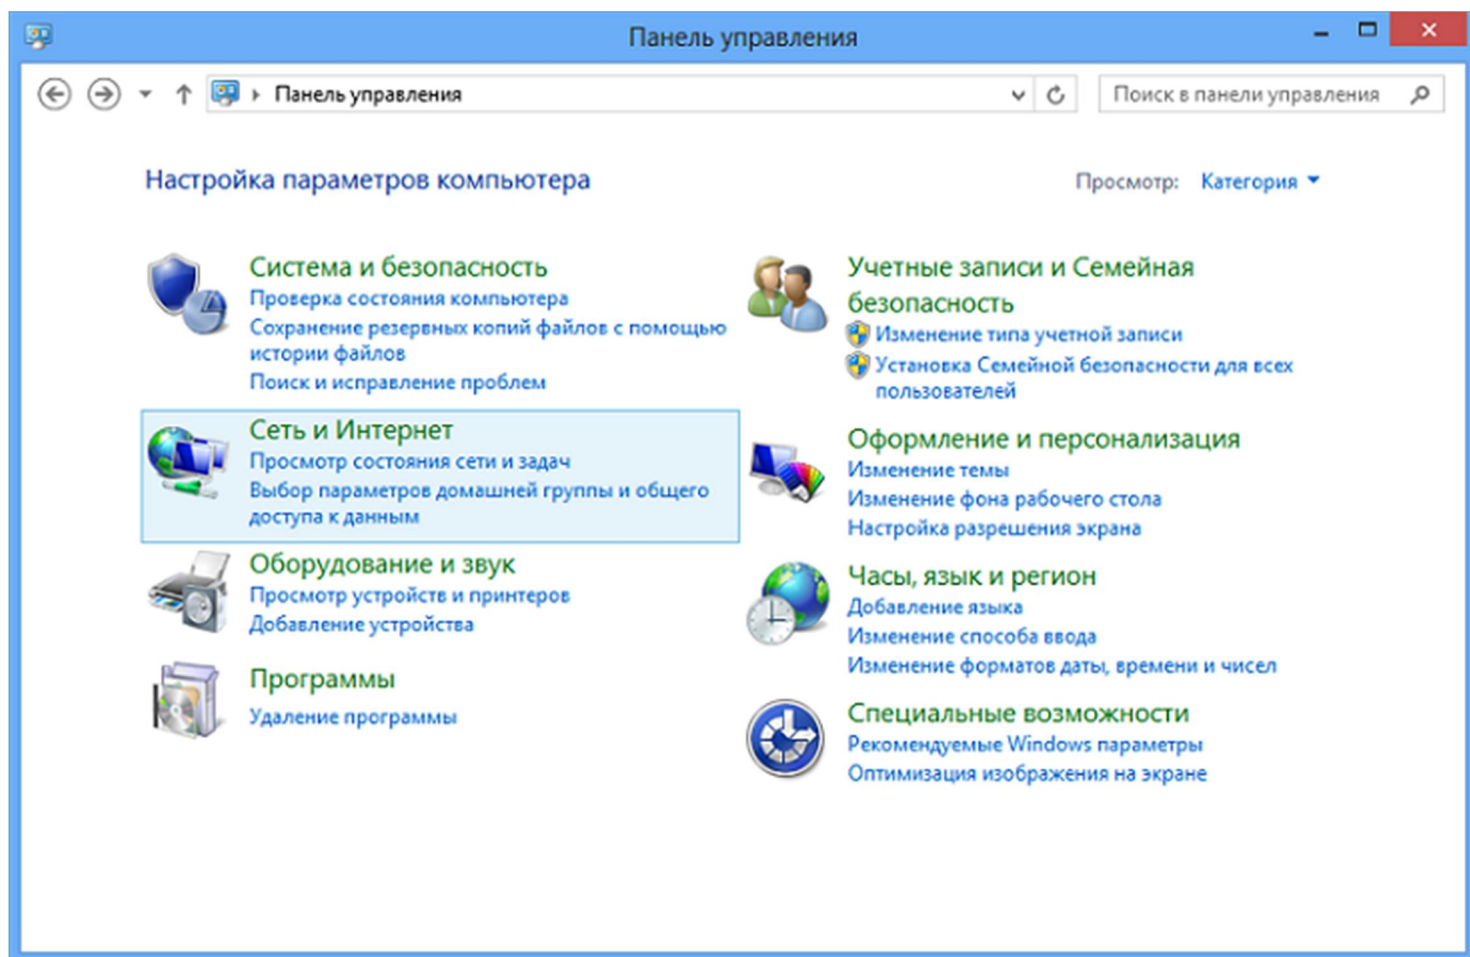 Панель управления
Панель управления
Поиск в панели управления
Настройка параметров компьютера
Просмотр: Категория
Система и безопасность
Проверка состояния компьютера
Сохранение резервных копий файлов с помощью
истории файлов
Поиск и исправление проблем
Сеть и Интернет
Просмотр состояния сети и задач
Выбор параметров домашней группы и общего
доступа к данным
Оборудование и звук
Просмотр устройств и принтеров
Добавление устройства
Программы
Удаление программы
Учетные записи и Семейная
безопасность
Изменение типа учетной записи
Установка Семейной безопасности для всех
пользователей
Оформление и персонализация
Изменение темы
Изменение фона рабочего стола
Настройка разрешения экрана
Часы, язык и регион
Добавление языка
Изменение способа ввода
Изменение форматов даты, времени и чисел
Специальные возможности
Рекомендуемые Windows параметры
Оптимизация изображения на экране